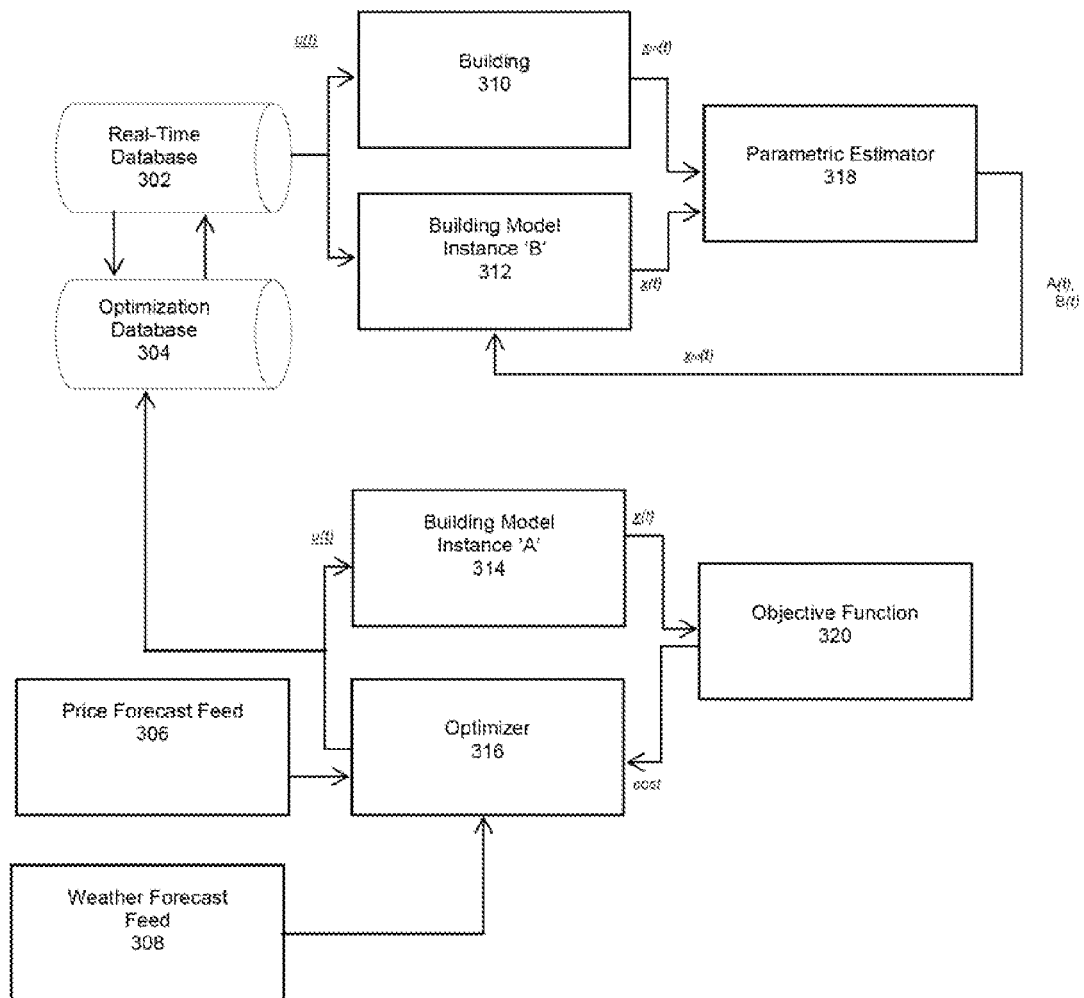 u(t)
Building
310
Real-Time
Database
302
Parametric Estimator
318
Building Model
Instance 'B'
312
x(t)
Optimization
Database
304
A(t),
B(t)
Building Model
Instance 'A'
314
u(t)
x(t)
Objective Function
320
Price Forecast Feed
306
Optimizer
316
cost
Weather Forecast
Feed
308